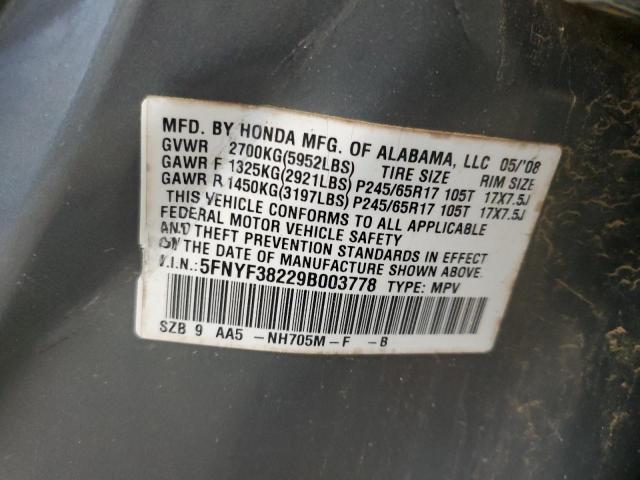 MFD. BY HONDA MFG. OF ALABAMA, LLC 05/'08
GVWR 2700KG(5952LBS) TIRE SIZE RIM SIZE
GAWR F 1325KG(2921LBS) P245/65R17 105T 17X7.5J
GAWR R 1450KG(3197LBS) P245/65R17 105T 17X7.5J
THIS VEHICLE CONFORMS TO ALL APPLICABLE
FEDERAL MOTOR VEHICLE SAFETY
AND THEFT PREVENTION STANDARDS IN EFFECT
ON THE DATE OF MANUFACTURE SHOWN ABOVE.
V.I.N.: 5FNYF38229B003778 TYPE: MPV
SZB 9 AA5 -NH705M-F -B